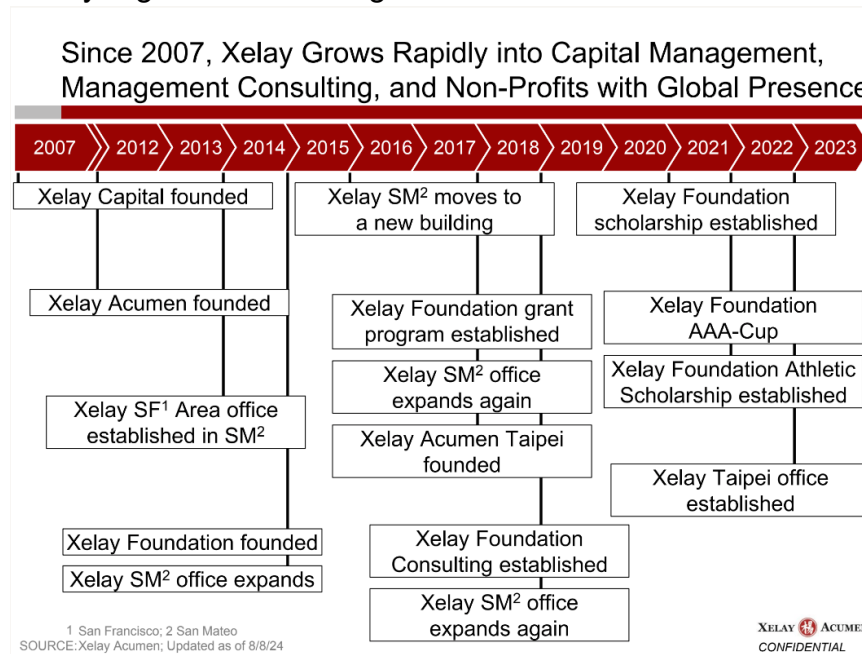 Since 2007, Xelay Grows Rapidly into Capital Management,
Management Consulting, and Non-Profits with Global Presence
2007 2012 2013 2014 2015 2016 2017 2018 2019 2020 2021 2022 2023
Xelay Capital founded
Xelay SM² moves to
a new building
Xelay Foundation
scholarship established
Xelay Acumen founded
Xelay Foundation grant
program established
Xelay Foundation
AAA-Cup
Xelay SM² office
expands again
Xelay Foundation Athletic
Scholarship established
Xelay SF¹ Area office
established in SM²
Xelay Acumen Taipei
founded
Xelay Taipei office
established
Xelay Foundation founded
Xelay Foundation
Consulting established
Xelay SM² office expands
Xelay SM² office
expands again
1 San Francisco; 2 San Mateo
SOURCE: Xelay Acumen; Updated as of 8/8/24
XELAY ACUMEN
CONFIDENTIAL